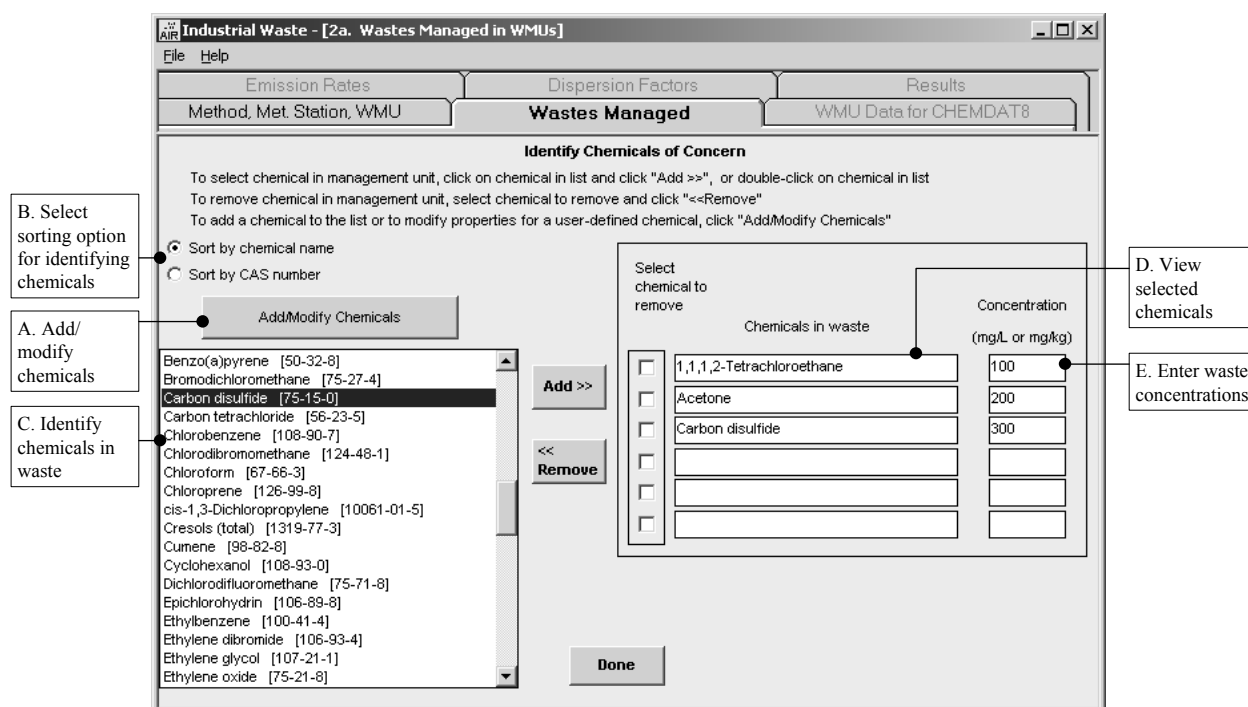 AIR Industrial Waste - [2a. Wastes Managed in WMUs]
File Help
Emission Rates Dispersion Factors Results
Method, Met. Station, WMU Wastes Managed WMU Data for CHEMDAT8
Identify Chemicals of Concern
To select chemical in management unit, click on chemical in list and click "Add >>", or double-click on chemical in list
To remove chemical in management unit, select chemical to remove and click "<<Remove"
To add a chemical to the list or to modify properties for a user-defined chemical, click "Add/Modify Chemicals"
B. Select
sorting option
for identifying
chemicals
Sort by chemical name
Sort by CAS number
A. Add/
modify
chemicals
Add/Modify Chemicals
C. Identify
chemicals in
waste
Benzo(a)pyrene [50-32-8]
Bromodichloromethane [75-27-4]
Carbon disulfide [75-15-0]
Carbon tetrachloride [56-23-5]
Chlorobenzene [108-90-7]
Chlorodibromomethane [124-48-1]
Chloroform [67-66-3]
Chloroprene [126-99-8]
cis-1,3-Dichloropropylene [10061-01-5]
Cresols (total) [1319-77-3]
Cumene [98-82-8]
Cyclohexanol [108-93-0]
Dichlorodifluoromethane [75-71-8]
Epichlorohydrin [106-89-8]
Ethylbenzene [100-41-4]
Ethylene dibromide [106-93-4]
Ethylene glycol [107-21-1]
Ethylene oxide [75-21-8]
Add >>
<<
Remove
Select
chemical to
remove
Chemicals in waste
Concentration
(mg/L or mg/kg)
1,1,1,2-Tetrachloroethane 100
Acetone 200
Carbon disulfide 300
D. View
selected
chemicals
E. Enter waste
concentrations
Done